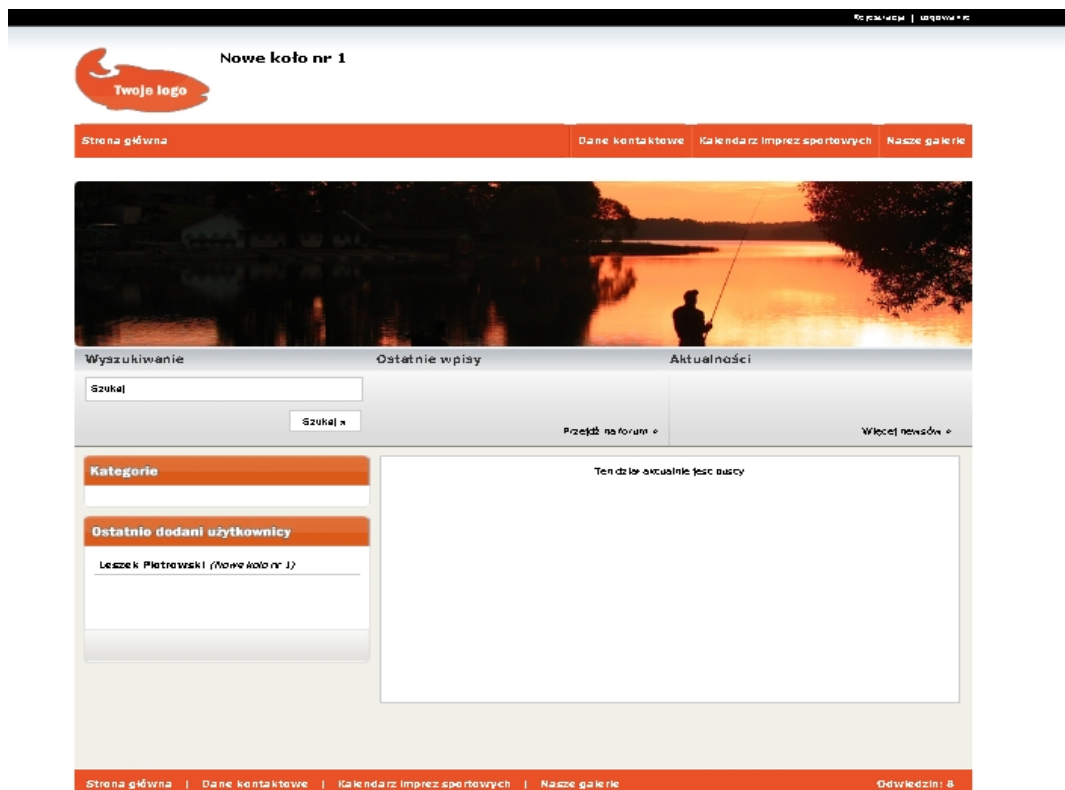 Rejestracja | Logowanie
Nowe koło nr 1
Twoje logo
Strona główna Dane kontaktowe Kalendarz imprez sportowych Nasze galerie
Wyszukiwanie Ostatnie wpisy Aktualności
Szukaj
Szukaj »
Przejdź na forum » Więcej newsów »
Kategorie
Ten dział aktualnie jest pusty
Ostatnio dodani użytkownicy
Leszek Piotrowski (Nowe koło nr 1)
Strona główna | Dane kontaktowe | Kalendarz imprez sportowych | Nasze galerie Odwiedzin: 8